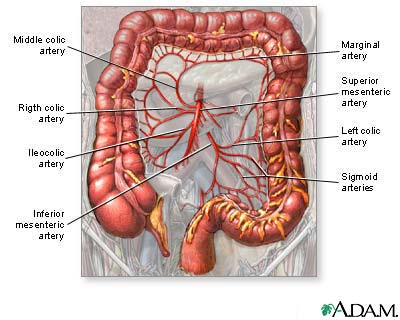 Middle colic
artery
Rigth colic
artery
Ileocolic
artery
Inferior
mesenteric
artery
Marginal
artery
Superior
mesenteric
artery
Left colic
artery
Sigmoid
arteries
ADAM.